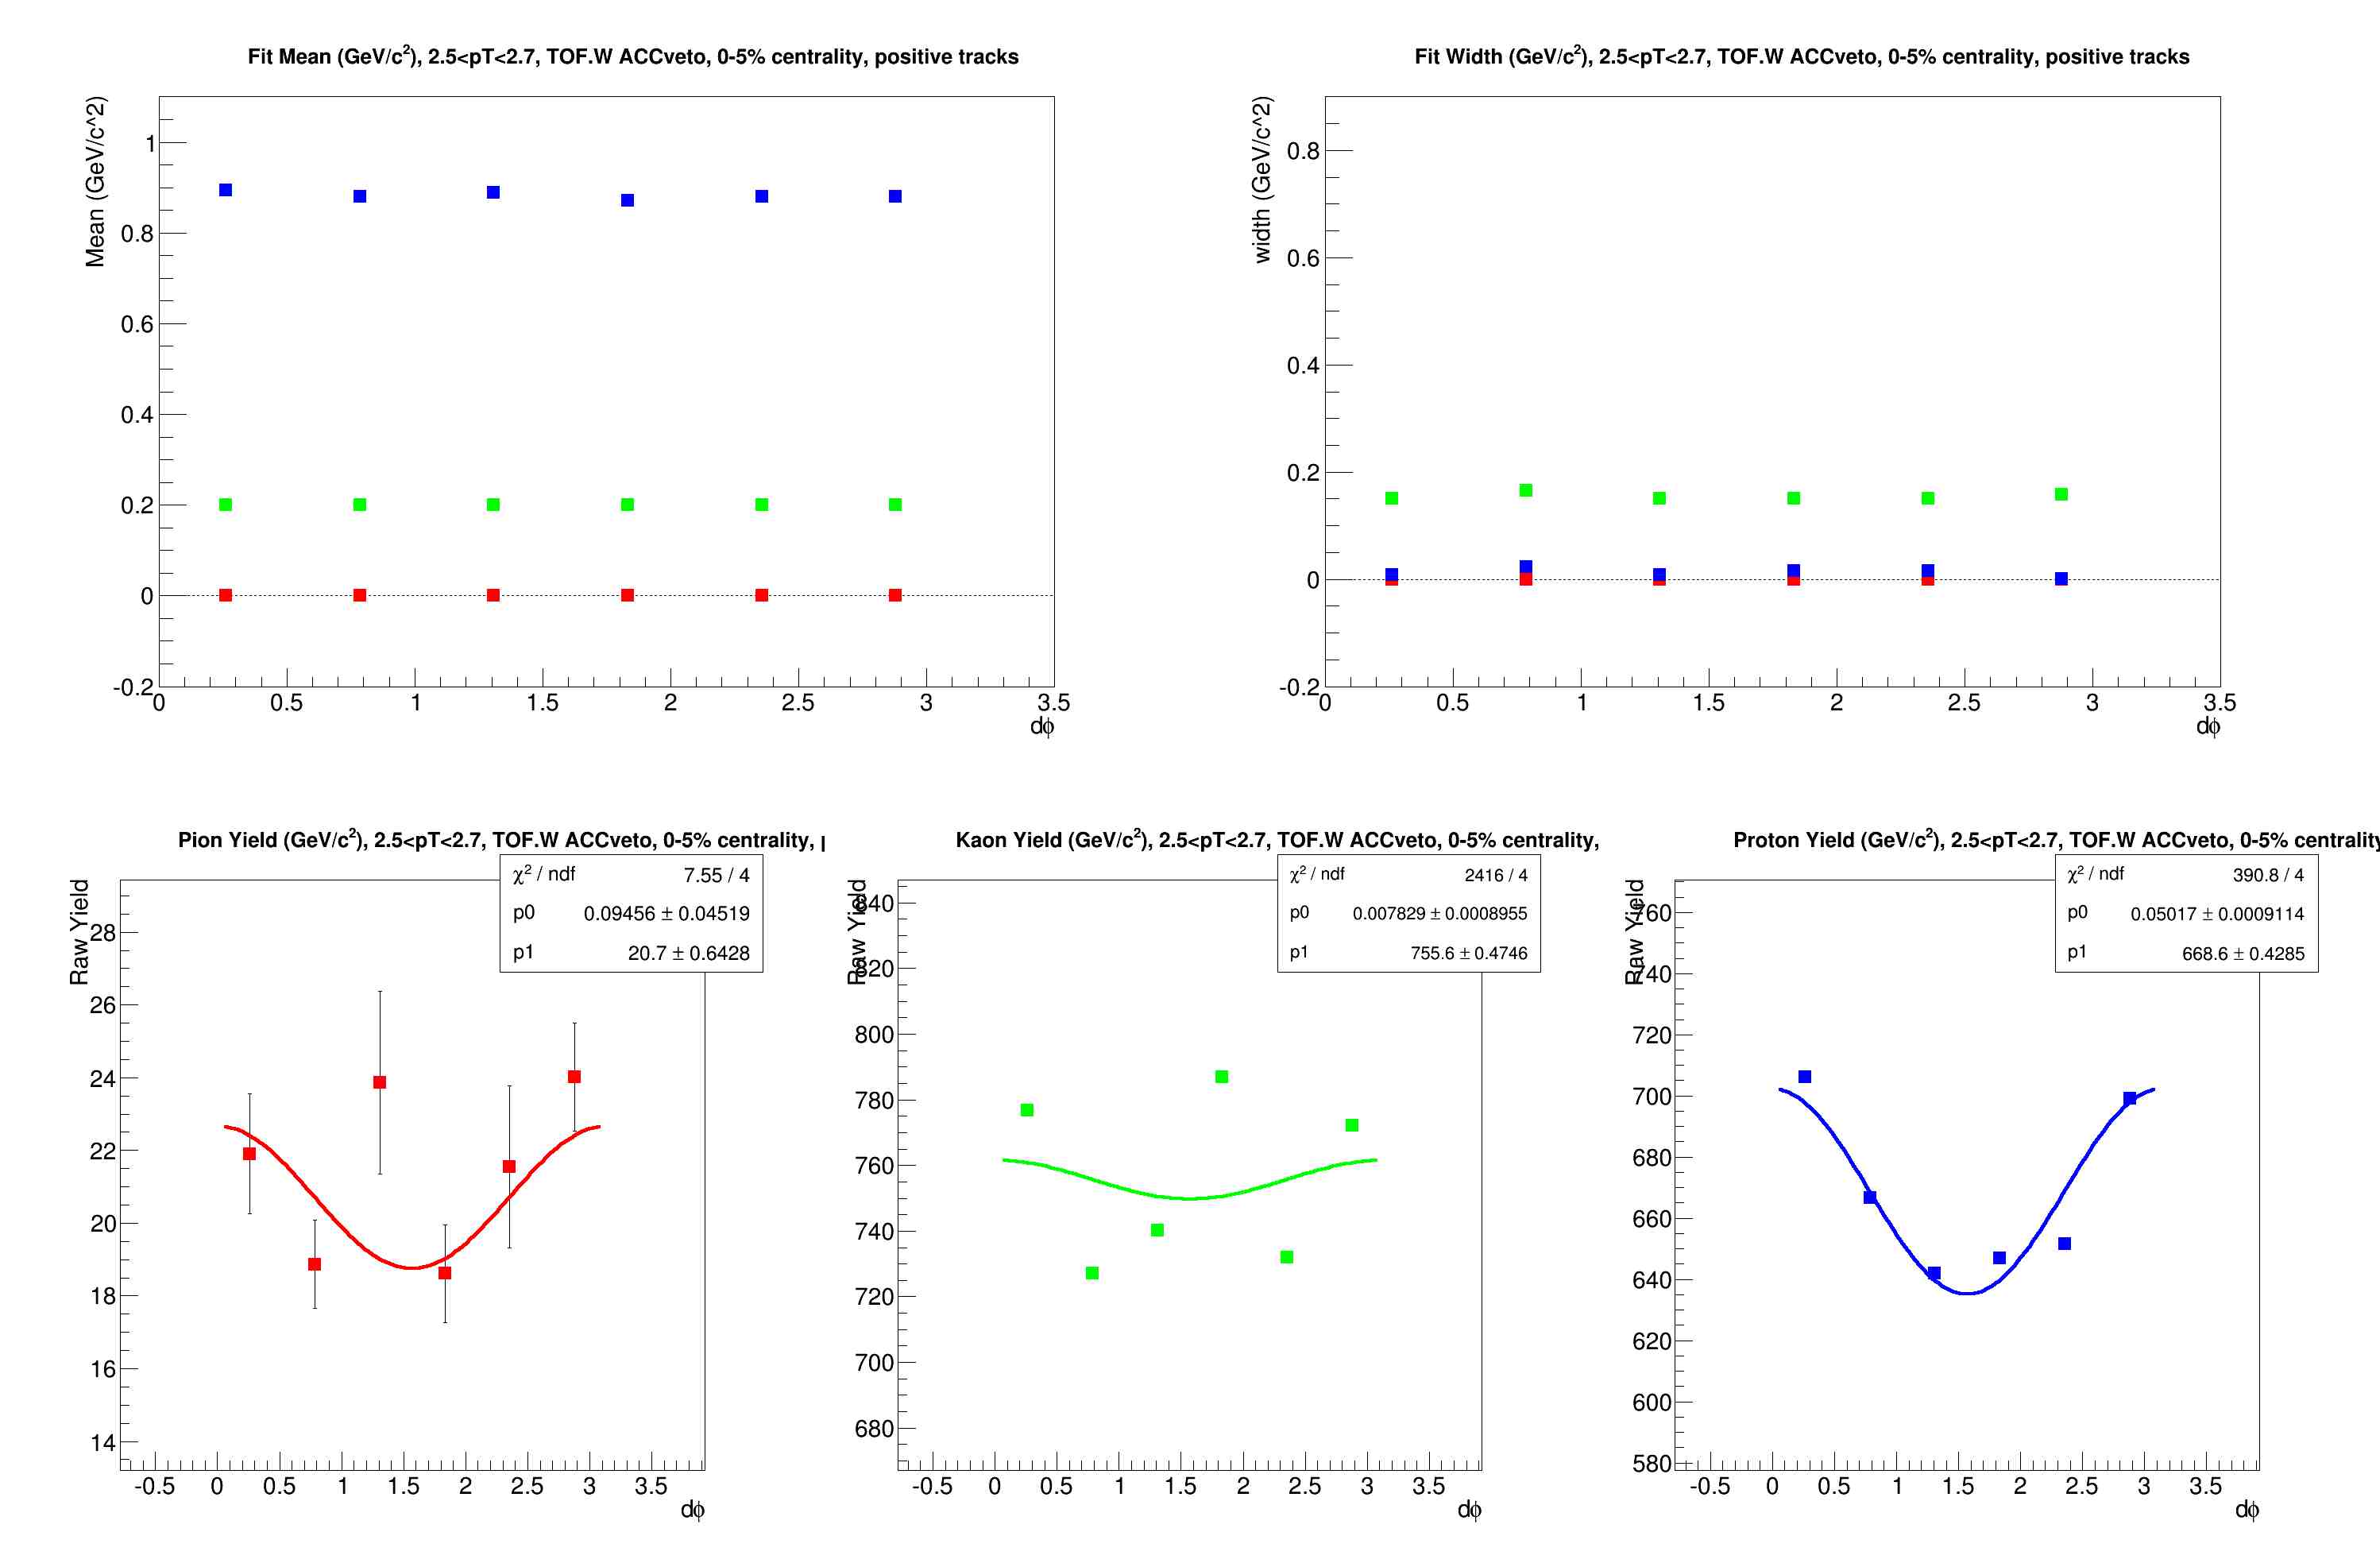 Fit Mean (GeV/c²), 2.5<pT<2.7, TOF.W ACCveto, 0-5% centrality, positive tracks
Mean (GeV/c^2)
1
0.8
0.6
0.4
0.2
0
-0.2
0 0.5 1 1.5 2 2.5 3 3.5
dϕ
Fit Width (GeV/c²), 2.5<pT<2.7, TOF.W ACCveto, 0-5% centrality, positive tracks
width (GeV/c^2)
0.8
0.6
0.4
0.2
0
-0.2
0 0.5 1 1.5 2 2.5 3 3.5
dϕ
Pion Yield (GeV/c²), 2.5<pT<2.7, TOF.W ACCveto, 0-5% centrality,
χ² / ndf 7.55 / 4
p0 0.09456 ± 0.04519
p1 20.7 ± 0.6428
Raw Yield
28
26
24
22
20
18
16
14
-0.5 0 0.5 1 1.5 2 2.5 3 3.5
dϕ
Kaon Yield (GeV/c²), 2.5<pT<2.7, TOF.W ACCveto, 0-5% centrality,
χ² / ndf 2416 / 4
p0 0.007829 ± 0.0008955
p1 755.6 ± 0.4746
Raw Yield
840
820
800
780
760
740
720
700
680
-0.5 0 0.5 1 1.5 2 2.5 3 3.5
dϕ
Proton Yield (GeV/c²), 2.5<pT<2.7, TOF.W ACCveto, 0-5% centrality
χ² / ndf 390.8 / 4
p0 0.05017 ± 0.0009114
p1 668.6 ± 0.4285
Raw Yield
760
740
720
700
680
660
640
620
600
580
-0.5 0 0.5 1 1.5 2 2.5 3 3.5
dϕ